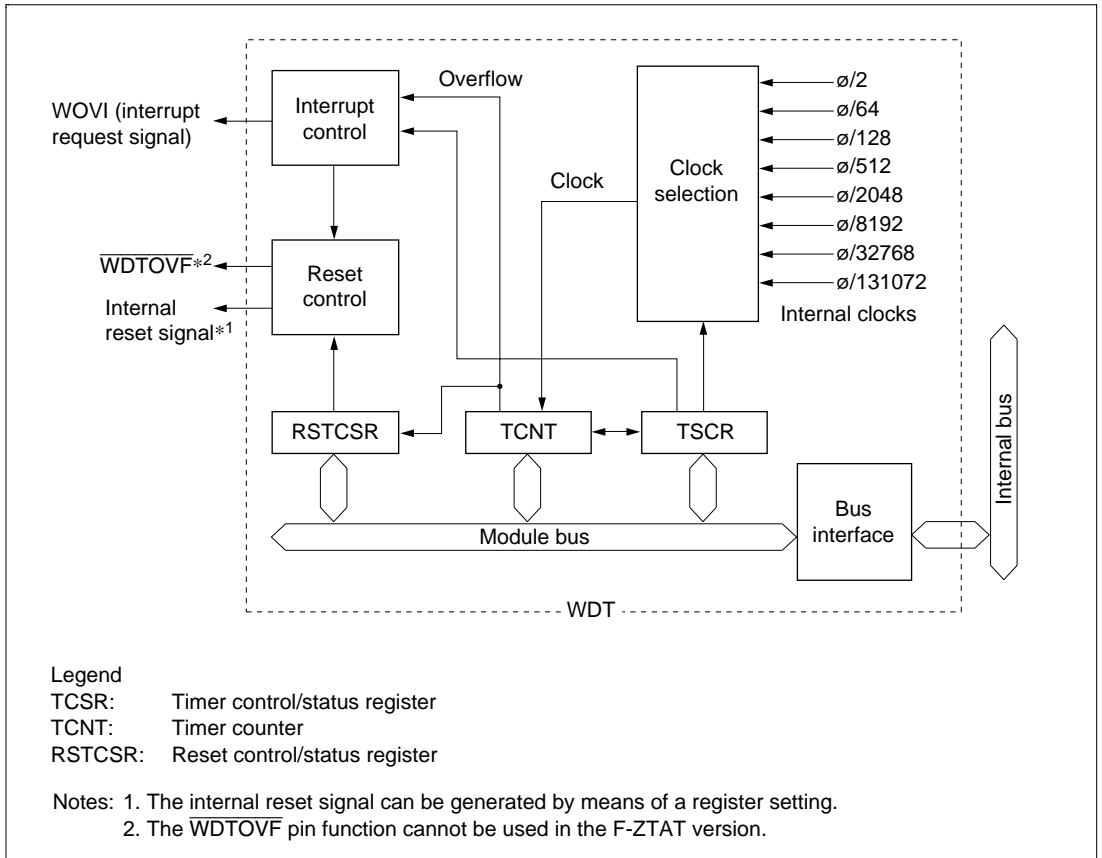 Overflow
Interrupt
control
WOVI (interrupt
request signal)
Clock
Clock
selection
ø/2
ø/64
ø/128
ø/512
ø/2048
ø/8192
ø/32768
ø/131072
Internal clocks
WDTOVF*2
Internal
reset signal*1
Reset
control
RSTCSR
TCNT
TSCR
Module bus
Bus
interface
Internal bus
WDT
Legend
TCSR: Timer control/status register
TCNT: Timer counter
RSTCSR: Reset control/status register
Notes: 1. The internal reset signal can be generated by means of a register setting.
2. The WDTOVF pin function cannot be used in the F-ZTAT version.